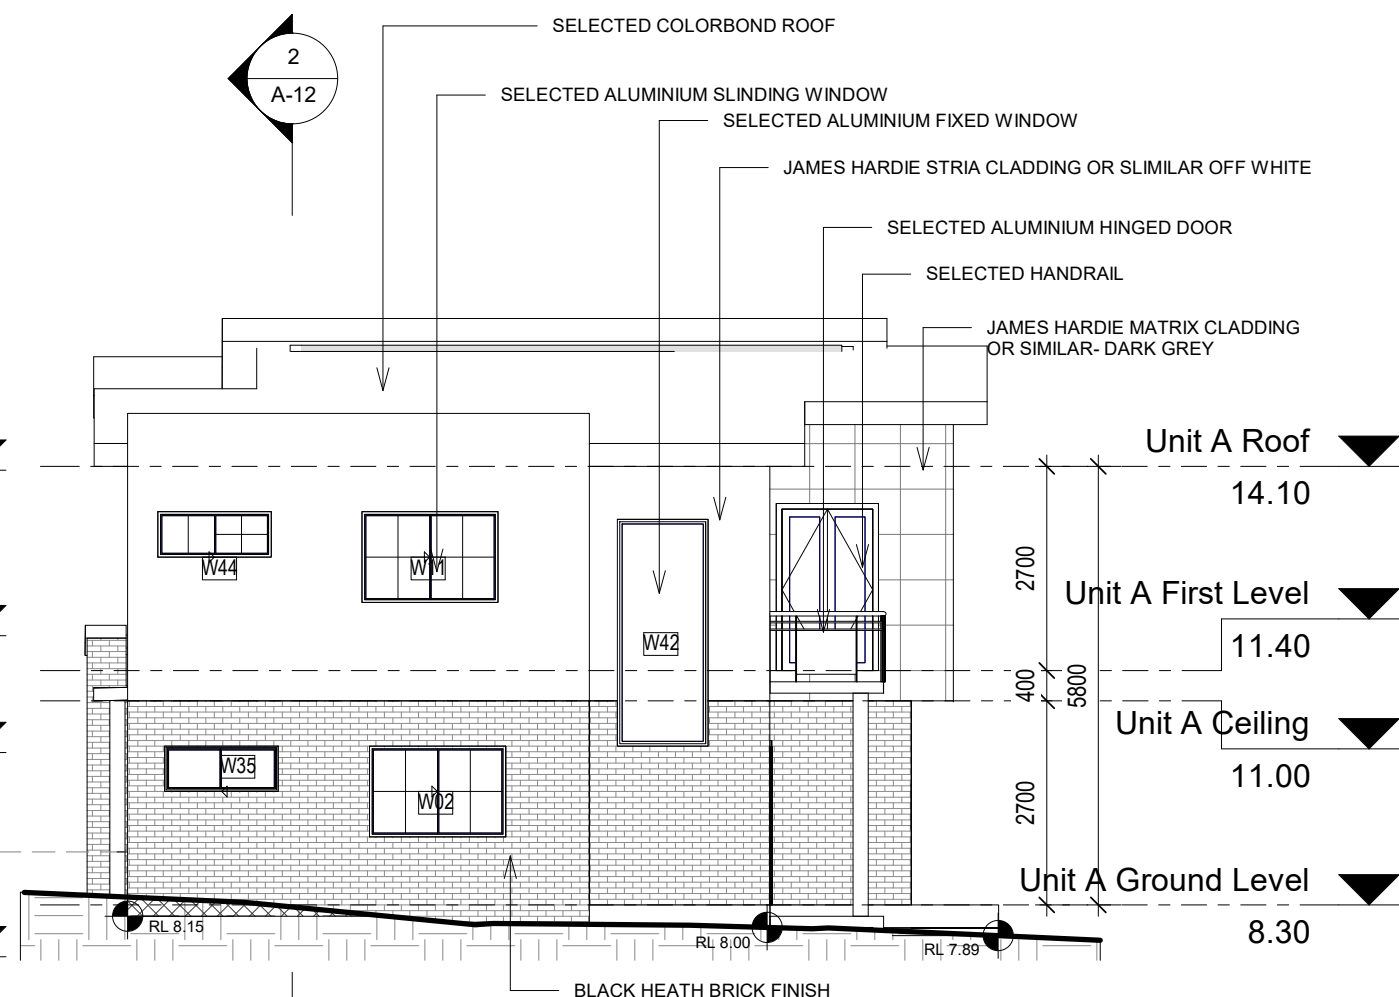 SELECTED COLORBOND ROOF
2
A-12
SELECTED ALUMINIUM SLINDING WINDOW
SELECTED ALUMINIUM FIXED WINDOW
JAMES HARDIE STRIA CLADDING OR SLIMILAR OFF WHITE
SELECTED ALUMINIUM HINGED DOOR
SELECTED HANDRAIL
JAMES HARDIE MATRIX CLADDING
OR SIMILAR- DARK GREY
Unit A Roof
14.10
W44
W11
2700
Unit A First Level
11.40
W42
400
5800
Unit A Ceiling
11.00
W35
W02
2700
Unit A Ground Level
8.30
RL 8.15
RL 8.00
RL 7.89
BLACK HEATH BRICK FINISH